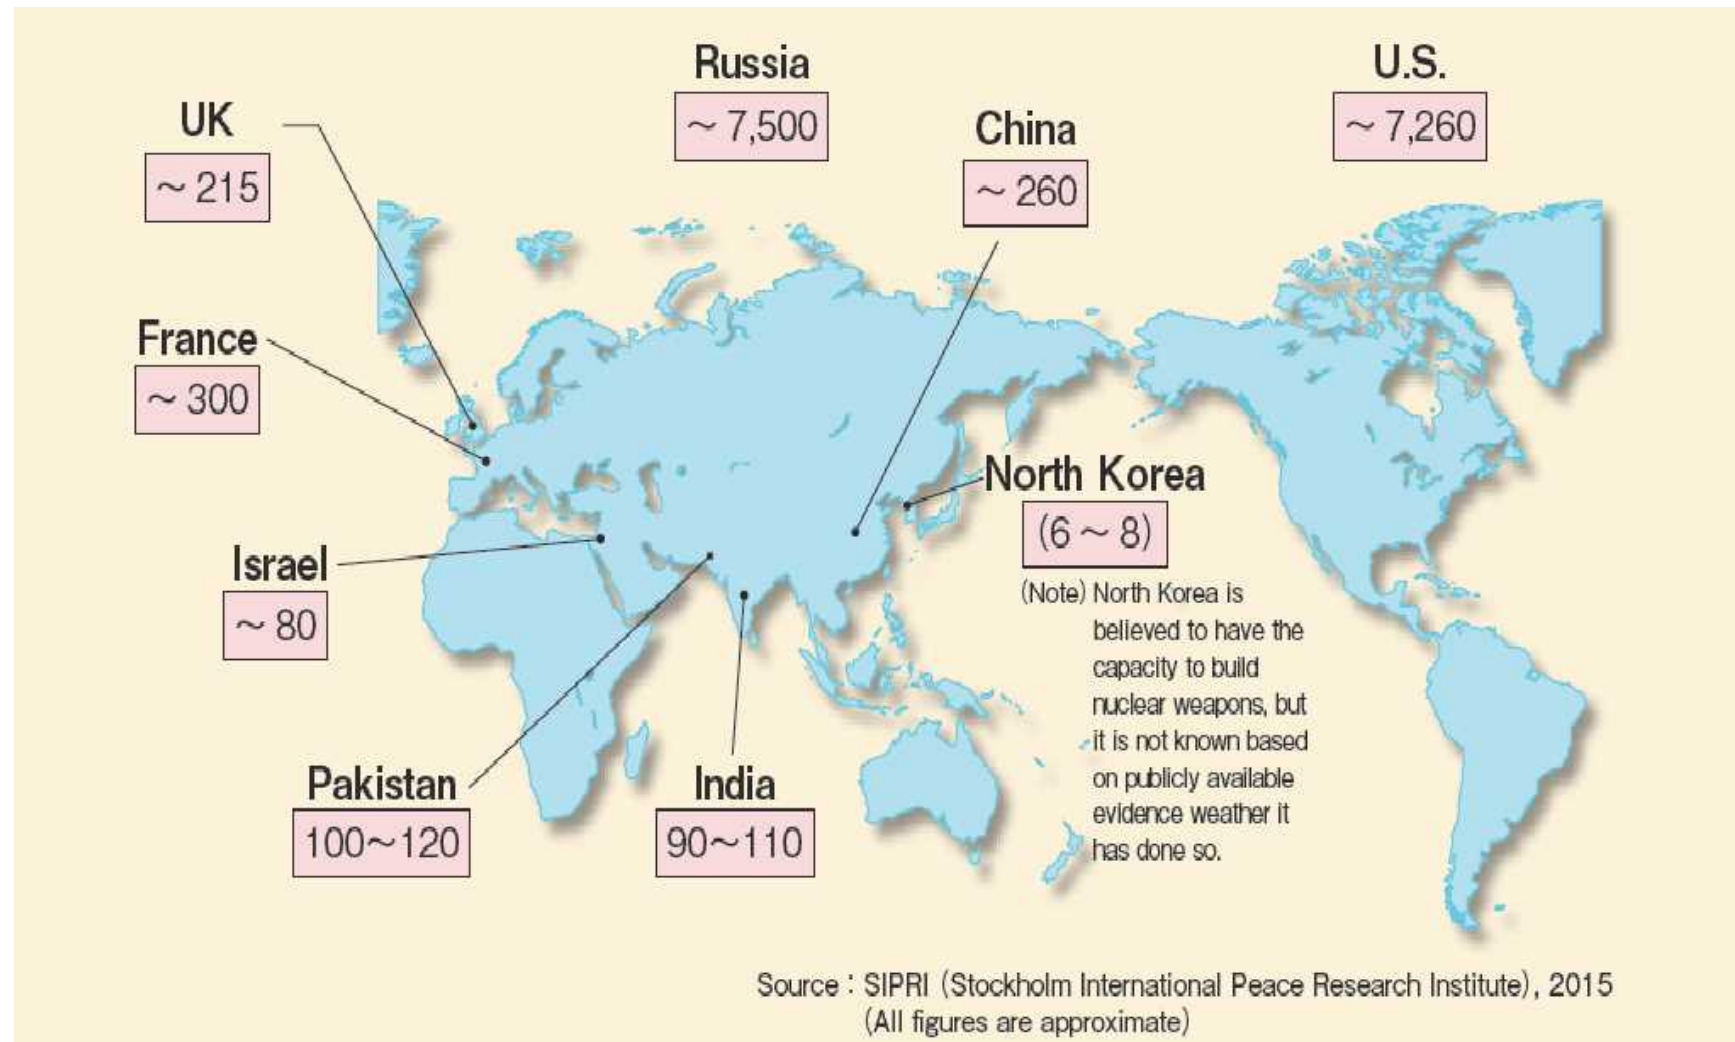 Russia
~ 7,500
U.S.
~ 7,260
UK
~ 215
China
~ 260
France
~ 300
North Korea
(6 ~ 8)
(Note) North Korea is
believed to have the
capacity to build
nuclear weapons, but
it is not known based
on publicly available
evidence weather it
has done so.
Israel
~ 80
Pakistan
100~120
India
90~110
Source : SIPRI (Stockholm International Peace Research Institute), 2015
(All figures are approximate)